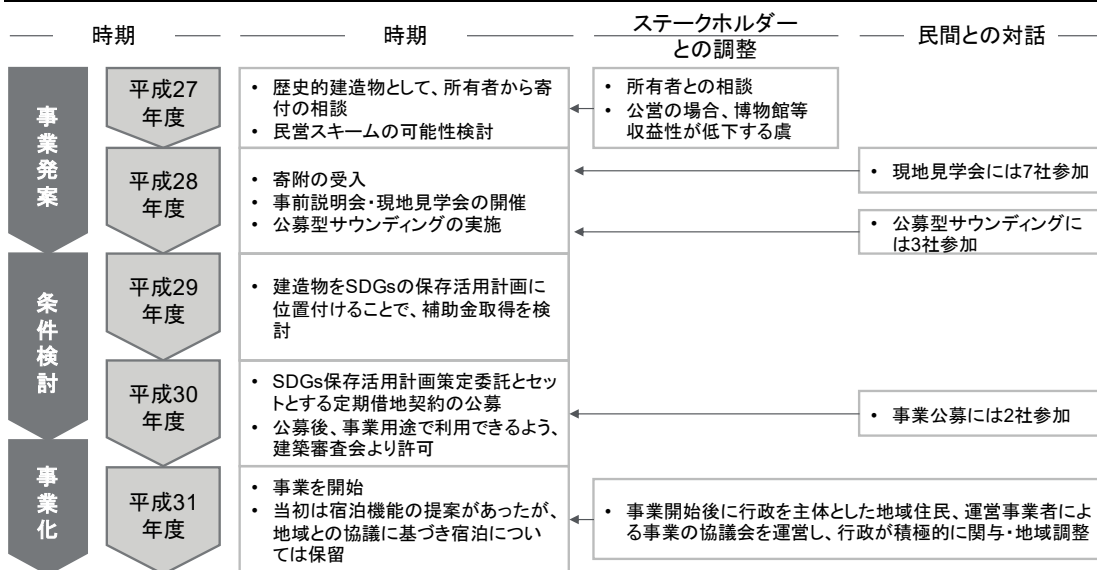 時期
時期
ステークホルダー
との調整
民間との対話
事業発案
平成27
年度
• 歴史的建造物として、所有者から寄
付の相談
• 民営スキームの可能性検討
• 所有者との相談
• 公営の場合、博物館等
収益性が低下する虞
平成28
年度
• 寄附の受入
• 事前説明会・現地見学会の開催
• 公募型サウンディングの実施
• 現地見学会には7社参加
• 公募型サウンディングに
は3社参加
条件検討
平成29
年度
• 建造物をSDGsの保存活用計画に
位置付けることで、補助金取得を検
討
平成30
年度
• SDGs保存活用計画策定委託とセッ
トとする定期借地契約の公募
• 公募後、事業用途で利用できるよう、
建築審査会より許可
• 事業公募には2社参加
事業化
平成31
年度
• 事業を開始
• 当初は宿泊機能の提案があったが、
地域との協議に基づき宿泊につい
ては保留
• 事業開始後に行政を主体とした地域住民、運営事業者によ
る事業の協議会を運営し、行政が積極的に関与・地域調整